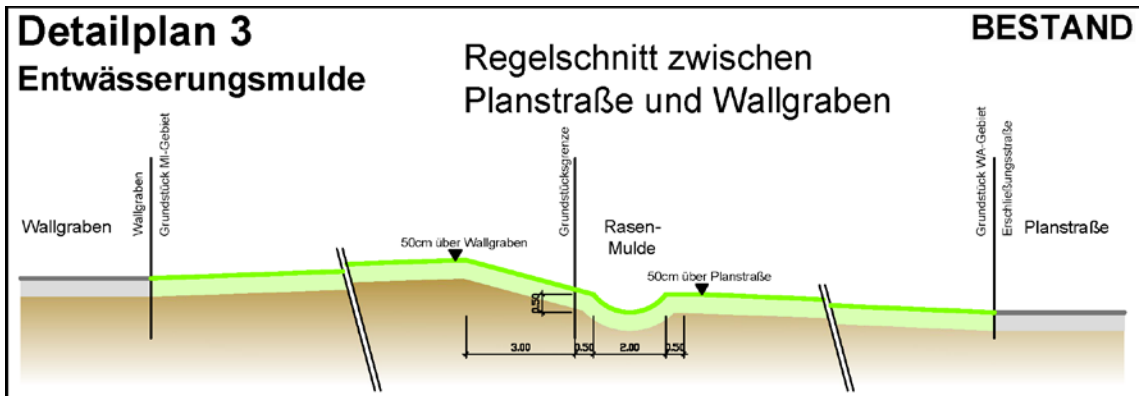 Detailplan 3
Entwässerungsmulde
Regelschnitt zwischen
Planstraße und Wallgraben
BESTAND
Wallgraben
Wallgraben
Grundstück MI-Gebiet
50cm über Wallgraben
Grundstücksgrenze
Rasen-
Mulde
50cm über Planstraße
Grundstück WA-Gebiet
Erschließungsstraße
Planstraße
0.50
3.00
0.50
2.00
0.50